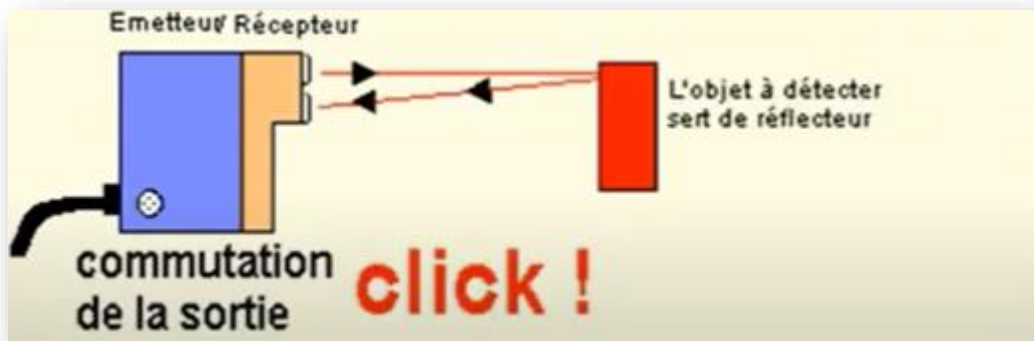 Emetteur/ Récepteur
L'objet à détecter
sert de réflecteur
commutation
de la sortie
click !